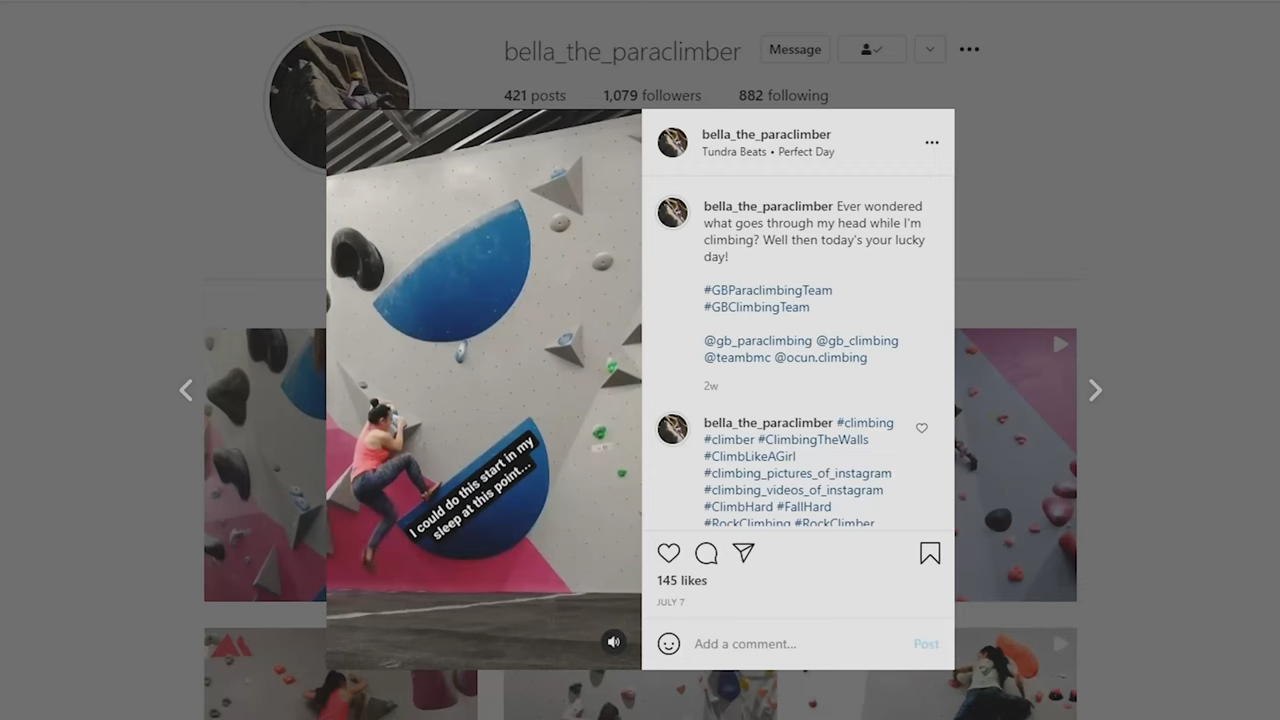 bella_the_paraclimber Message
421 posts 1,079 followers 882 following
bella_the_paraclimber
Tundra Beats • Perfect Day
bella_the_paraclimber Ever wondered
what goes through my head while I'm
climbing? Well then today's your lucky
day!
#GBParaclimbingTeam
#GBClimbingTeam
@gb_paraclimbing @gb_climbing
@teambmc @ocun.climbing
2w
bella_the_paraclimber #climbing
#climber #ClimbingTheWalls
#ClimbLikeAGirl
#climbing_pictures_of_instagram
#climbing_videos_of_instagram
#ClimbHard #FallHard
#RockClimbing #RockClimber
I could do this start in my
sleep at this point...
145 likes
JULY 7
Add a comment... Post